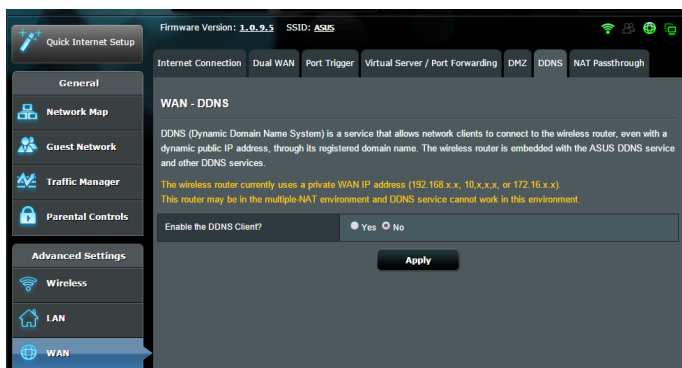 Firmware Version: 1.0.9.5 SSID: ASUS
Quick Internet Setup
General
Network Map
Guest Network
Traffic Manager
Parental Controls
Advanced Settings
Wireless
LAN
WAN
Internet Connection Dual WAN Port Trigger Virtual Server / Port Forwarding DMZ DDNS NAT Passthrough
WAN - DDNS
DDNS (Dynamic Domain Name System) is a service that allows network clients to connect to the wireless router, even with a
dynamic public IP address, through its registered domain name. The wireless router is embedded with the ASUS DDNS service
and other DDNS services.
The wireless router currently uses a private WAN IP address (192.168.x.x, 10,x,x,x, or 172.16.x.x).
This router may be in the multiple-NAT environment and DDNS service cannot work in this environment.
Enable the DDNS Client? Yes No
Apply